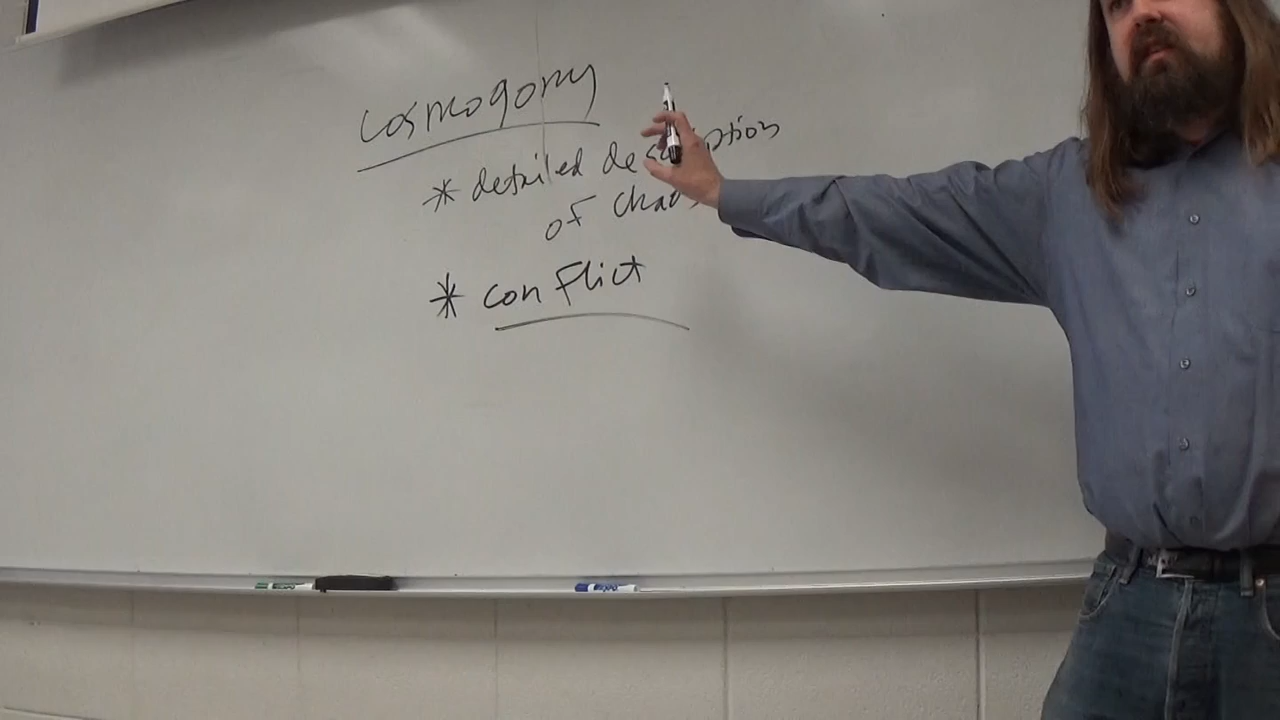 cosmogony
* detailed description
of chaos
* conflict